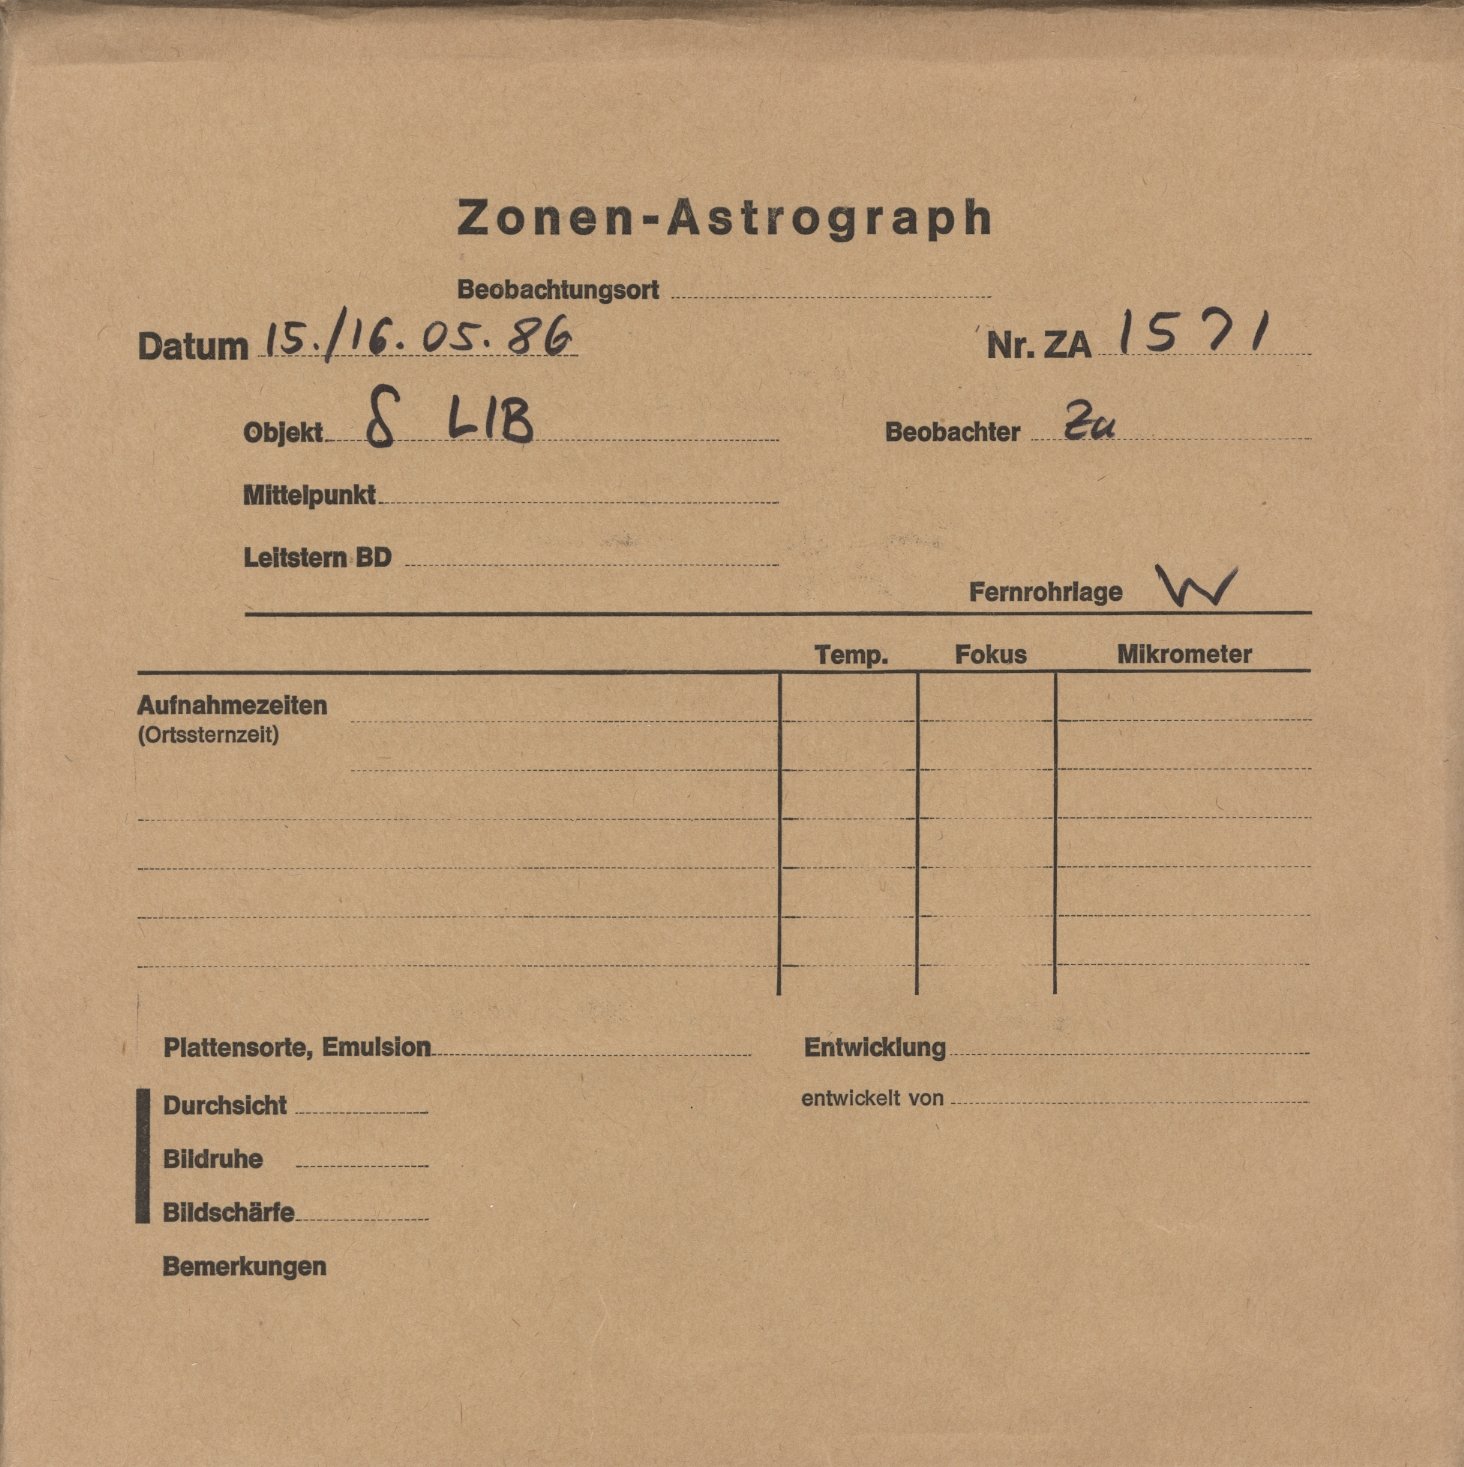 Zonen-Astrograph
Beobachtungsort
Datum 15./16.05.86 Nr. ZA 1571
Objekt δ LIB Beobachter Zu
Mittelpunkt
Leitstern BD
Fernrohrlage W
Temp. Fokus Mikrometer
Aufnahmezeiten
(Ortssternzeit)
Plattensorte, Emulsion Entwicklung
Durchsicht entwickelt von
Bildruhe
Bildschärfe
Bemerkungen